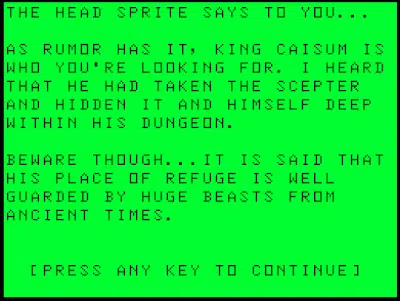 THE HEAD SPRITE SAYS TO YOU...
AS RUMOR HAS IT, KING CAISUM IS
WHO YOU'RE LOOKING FOR. I HEARD
THAT HE HAD TAKEN THE SCEPTER
AND HIDDEN IT AND HIMSELF DEEP
WITHIN HIS DUNGEON.
BEWARE THOUGH...IT IS SAID THAT
HIS PLACE OF REFUGE IS WELL
GUARDED BY HUGE BEASTS FROM
ANCIENT TIMES.
[PRESS ANY KEY TO CONTINUE]